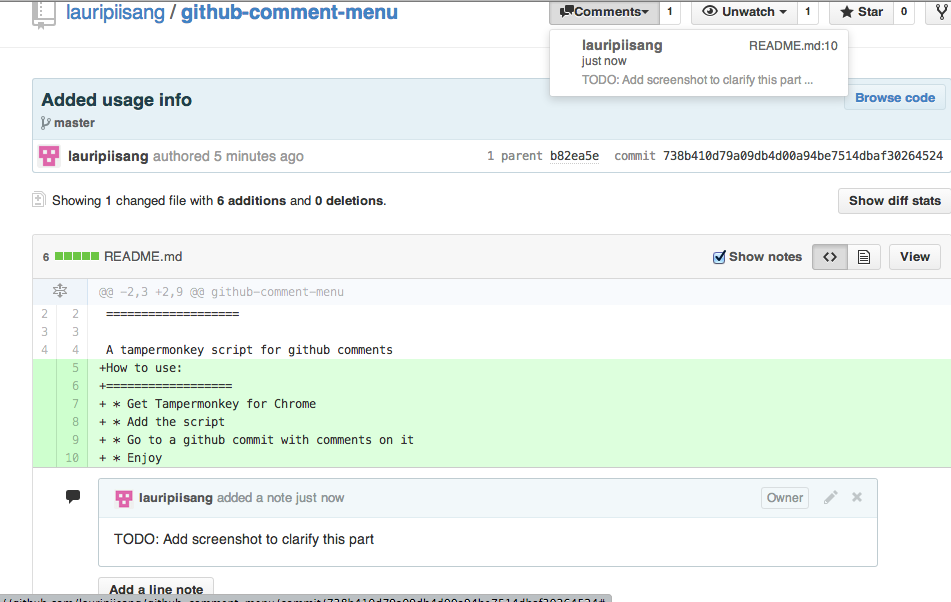 lauripiisang / github-comment-menu
Comments 1 Unwatch 1 Star 0
lauripiisang README.md:10
just now
TODO: Add screenshot to clarify this part ...
Added usage info
Browse code
master
lauripiisang authored 5 minutes ago 1 parent b82ea5e commit 738b410d79a09db4d00a94be7514dbaf30264524
Showing 1 changed file with 6 additions and 0 deletions. Show diff stats
6 README.md Show notes <> View
@@ -2,3 +2,9 @@ github-comment-menu
2 2 ===================
3 3
4 4 A tampermonkey script for github comments
5 +How to use:
6 +==================
7 + * Get Tampermonkey for Chrome
8 + * Add the script
9 + * Go to a github commit with comments on it
10 + * Enjoy
lauripiisang added a note just now Owner
TODO: Add screenshot to clarify this part
Add a line note
//github.com/lauripiisang/github-comment-menu/commit/738b410d79a09db4d00a94be7514dbaf30264524#